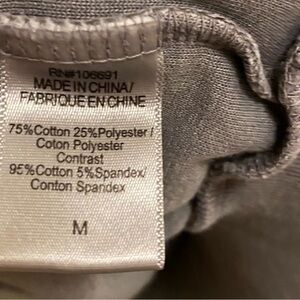 RN#106691
MADE IN CHINA/
FABRIQUE EN CHINE
75%Cotton 25%Polyester/
Coton Polyester
Contrast
95%Cotton 5%Spandex/
Conton Spandex
M